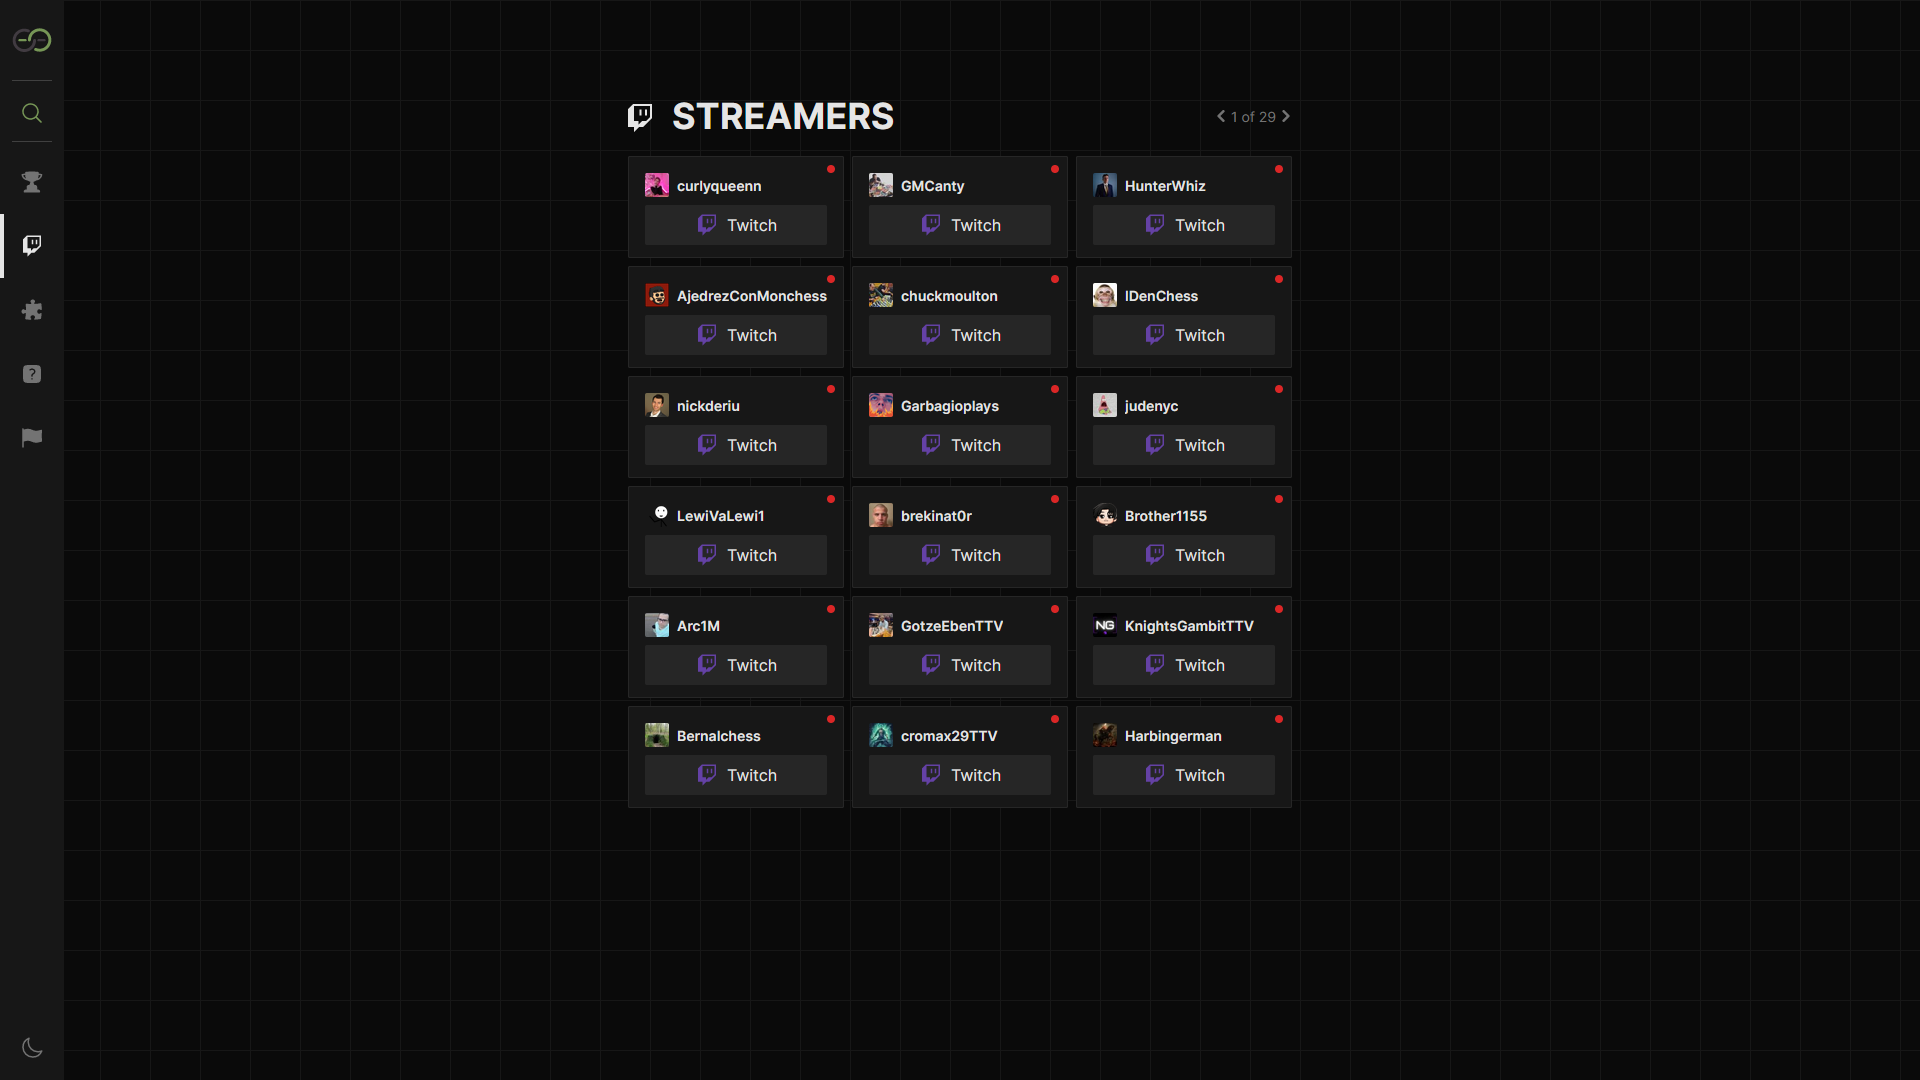 STREAMERS
1 of 29
curlyqueenn
Twitch
GMCanty
Twitch
HunterWhiz
Twitch
AjedrezConMonchess
Twitch
chuckmoulton
Twitch
IDenChess
Twitch
nickderiu
Twitch
Garbagioplays
Twitch
judenyc
Twitch
LewiVaLewi1
Twitch
brekinat0r
Twitch
Brother1155
Twitch
Arc1M
Twitch
GotzeEbenTTV
Twitch
NG
KnightsGambitTTV
Twitch
Bernalchess
Twitch
cromax29TTV
Twitch
Harbingerman
Twitch